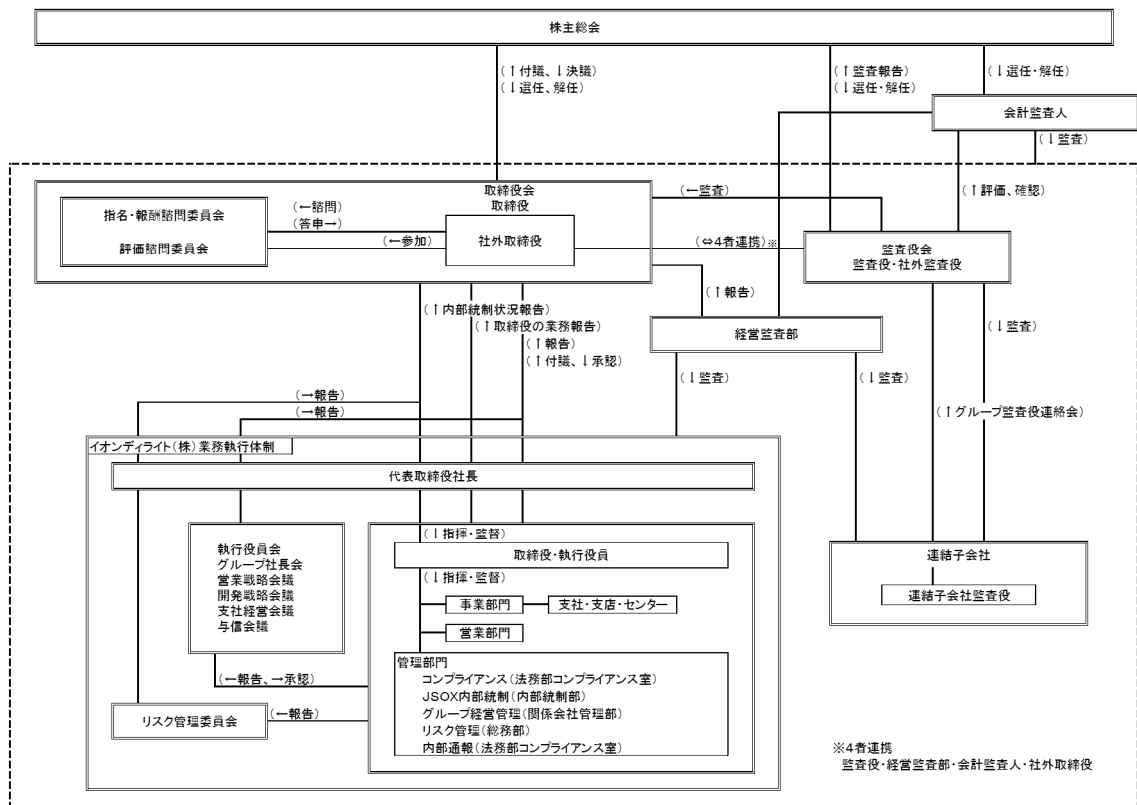 株主総会
(↑付議、↓決議)
(↓選任、解任)
(↑監査報告)
(↓選任・解任)
(↓選任・解任)
会計監査人
(↓監査)
取締役会
取締役
指名・報酬諮問委員会
評価諮問委員会
(←諮問)
(答申→)
(←参加)
社外取締役
(←監査)
(⇔4者連携)※
(↑評価、確認)
監査役会
監査役・社外監査役
(↑報告)
経営監査部
(↑内部統制状況報告)
(↑取締役の業務報告)
(↑報告)
(↑付議、↓承認)
(↓監査)
(↓監査)
(↓監査)
(↑グループ監査役連絡会)
(→報告)
(→報告)
イオンディライト(株)業務執行体制
代表取締役社長
執行役員会
グループ社長会
営業戦略会議
開発戦略会議
支社経営会議
与信会議
(↓指揮・監督)
取締役・執行役員
(↓指揮・監督)
事業部門
支社・支店・センター
営業部門
管理部門
コンプライアンス(法務部コンプライアンス室)
JSOX内部統制(内部統制部)
グループ経営管理(関係会社管理部)
リスク管理(総務部)
内部通報(法務部コンプライアンス室)
(←報告、→承認)
リスク管理委員会
(←報告)
連結子会社
連結子会社監査役
※4者連携
監査役・経営監査部・会計監査人・社外取締役